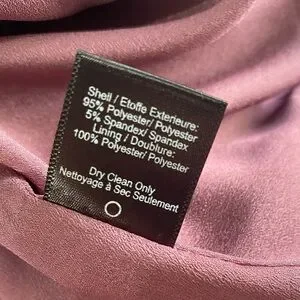 Shell / Etoffe Exterieure:
95% Polyester/ Polyester
5% Spandex/ Spandex
Lining / Doublure:
100% Polyester/ Polyester
Dry Clean Only
Nettoyage à Sec Seulement